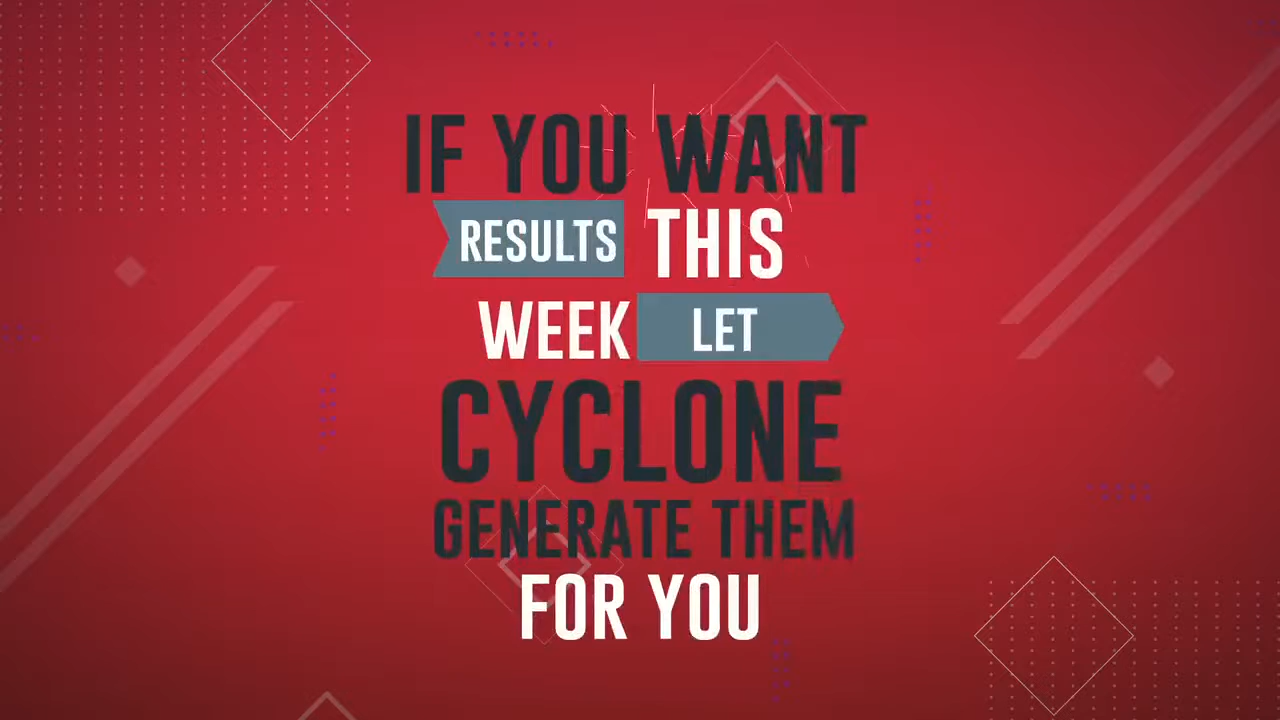 IF YOU WANT
RESULTS THIS
WEEK LET
CYCLONE
GENERATE THEM
FOR YOU